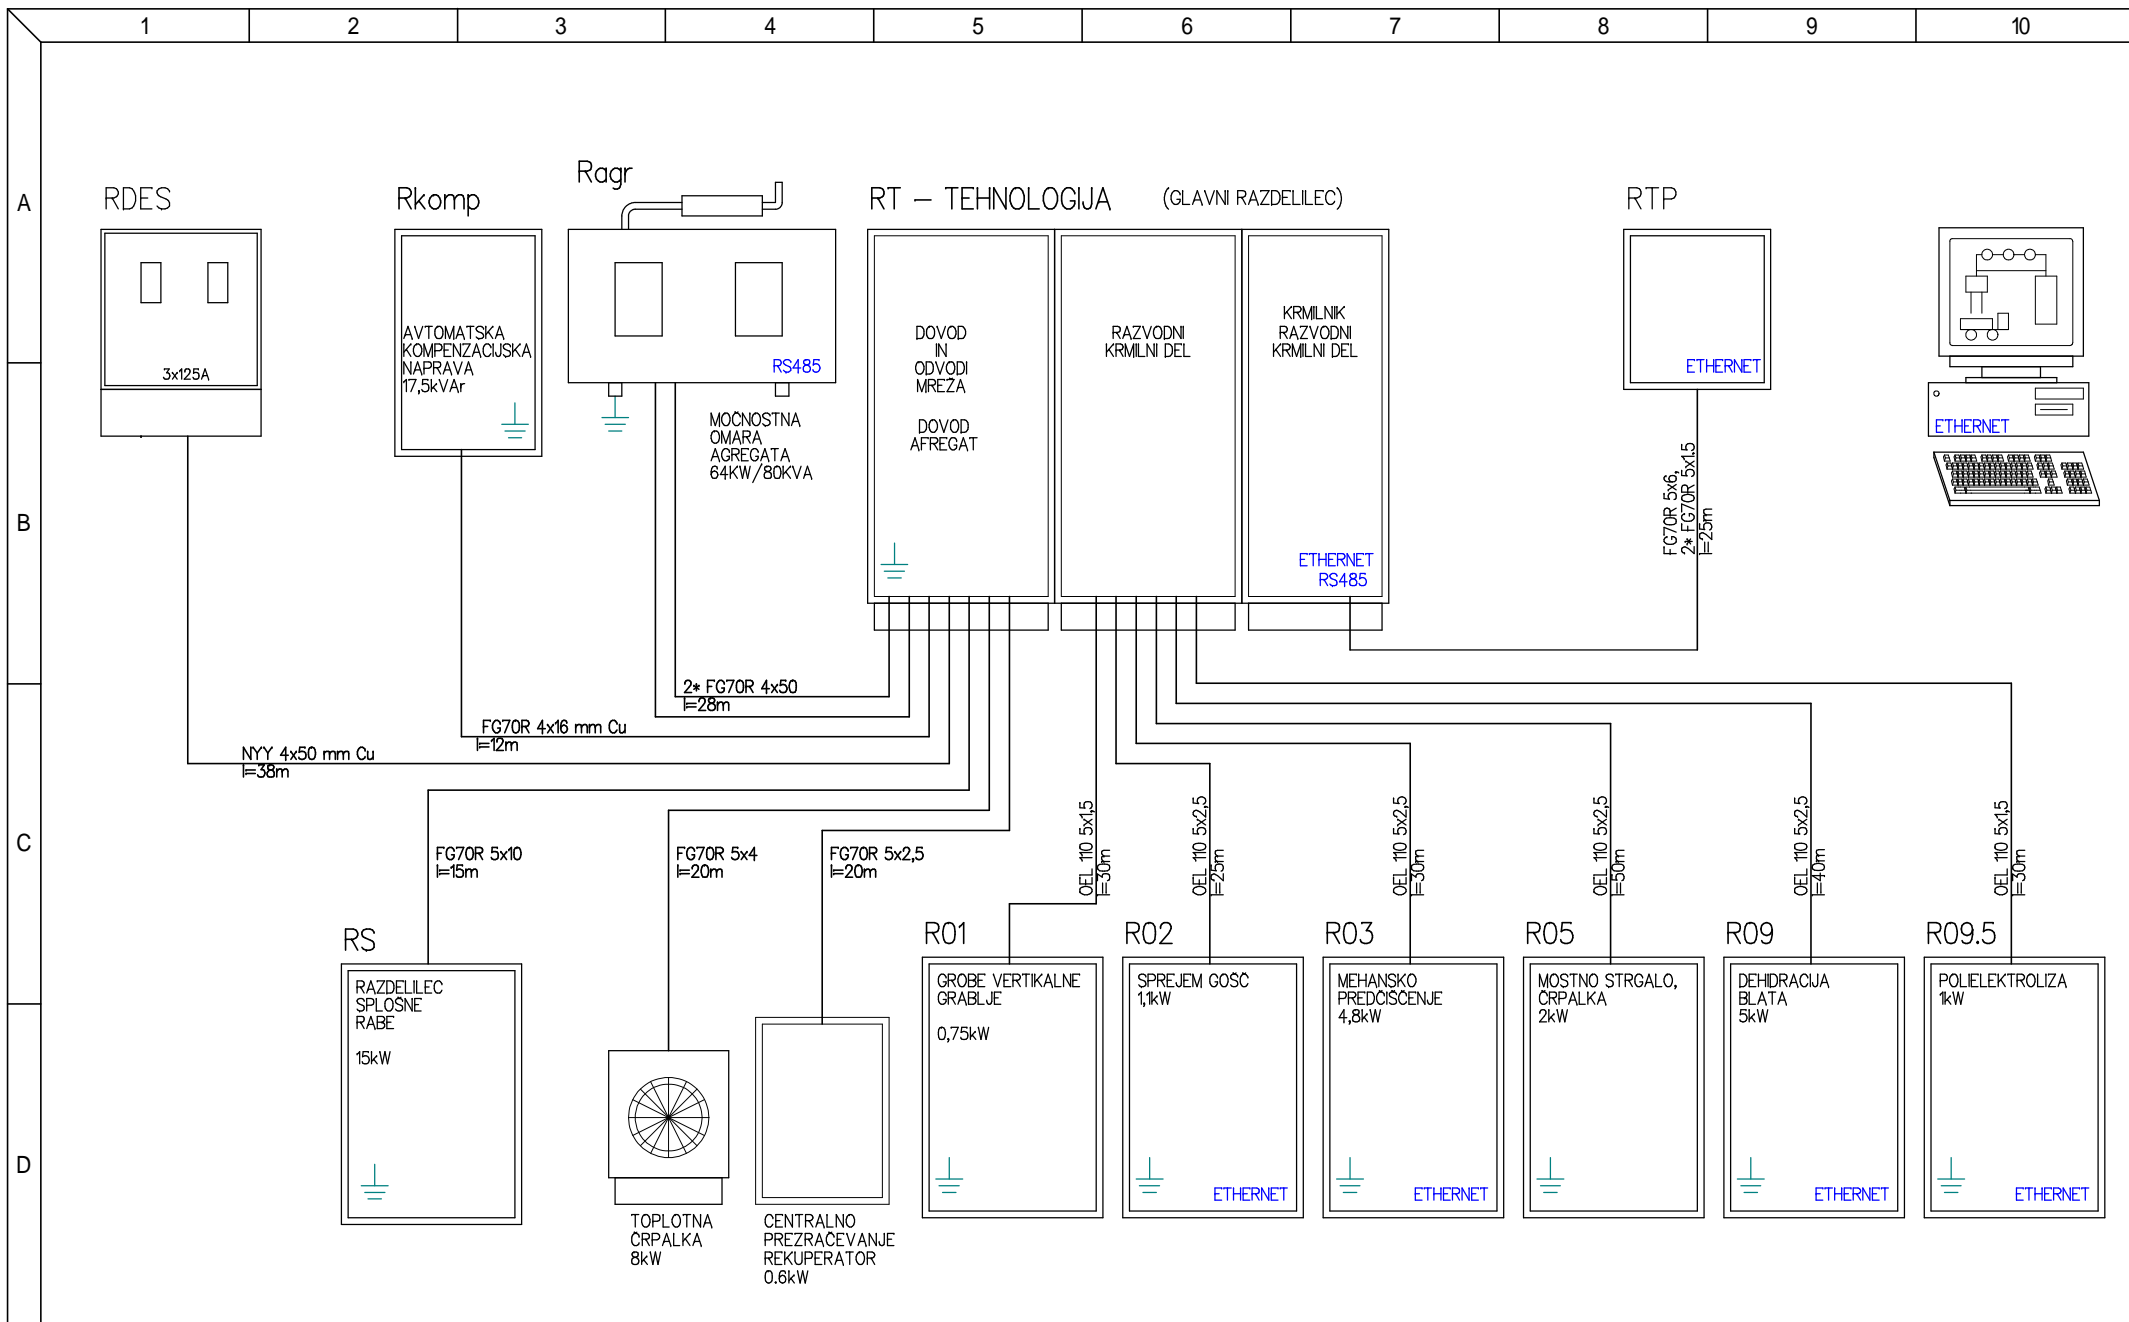 1 2 3 4 5 6 7 8 9 10
A
B
C
D
RDES
3x125A
Rkomp
AVTOMATSKA
KOMPENZACIJSKA
NAPRAVA
17,5kVAr
Ragr
RS485
MOČNOSTNA
OMARA
AGREGATA
64KW/80KVA
RT – TEHNOLOGIJA (GLAVNI RAZDELILEC)
DOVOD
IN
ODVODI
MREŽA
DOVOD
AFREGAT
RAZVODNI
KRMILNI DEL
KRMILNIK
RAZVODNI
KRMILNI DEL
ETHERNET
RS485
RTP
ETHERNET
FG70R 5x6,
2* FG70R 5x1.5
l=25m
ETHERNET
2* FG70R 4x50
l=28m
FG70R 4x16 mm Cu
l=12m
NYY 4x50 mm Cu
l=38m
FG70R 5x10
l=15m
FG70R 5x4
l=20m
FG70R 5x2,5
l=20m
OEL 110 5x1,5
l=30m
OEL 110 5x2,5
l=25m
OEL 110 5x2,5
l=30m
OEL 110 5x2,5
l=50m
OEL 110 5x2,5
l=40m
OEL 110 5x1,5
l=30m
RS
RAZDELILEC
SPLOŠNE
RABE
15kW
TOPLOTNA
ČRPALKA
8kW
CENTRALNO
PREZRAČEVANJE
REKUPERATOR
0.6kW
R01
GROBE VERTIKALNE
GRABLJE
0,75kW
R02
SPREJEM GOŠČ
1,1kW
ETHERNET
R03
MEHANSKO
PREDČIŠČENJE
4,8kW
ETHERNET
R05
MOSTNO STRGALO,
ČRPALKA
2kW
R09
DEHIDRACIJA
BLATA
5kW
ETHERNET
R09.5
POLIELEKTROLIZA
1kW
ETHERNET